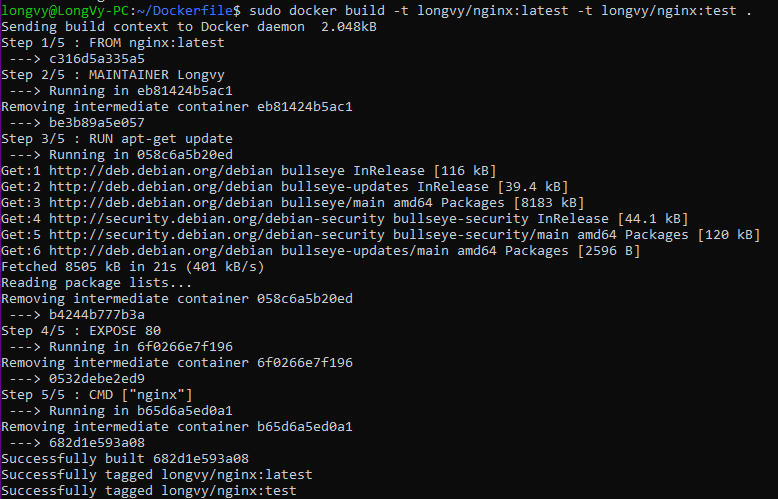 longvy@LongVy-PC:~/Dockerfile$ sudo docker build -t longvy/nginx:latest -t longvy/nginx:test .
Sending build context to Docker daemon  2.048kB
Step 1/5 : FROM nginx:latest
 ---> c316d5a335a5
Step 2/5 : MAINTAINER Longvy
 ---> Running in eb81424b5ac1
Removing intermediate container eb81424b5ac1
 ---> be3b89a5e057
Step 3/5 : RUN apt-get update
 ---> Running in 058c6a5b20ed
Get:1 http://deb.debian.org/debian bullseye InRelease [116 kB]
Get:2 http://deb.debian.org/debian bullseye-updates InRelease [39.4 kB]
Get:3 http://deb.debian.org/debian bullseye/main amd64 Packages [8183 kB]
Get:4 http://security.debian.org/debian-security bullseye-security InRelease [44.1 kB]
Get:5 http://security.debian.org/debian-security bullseye-security/main amd64 Packages [120 kB]
Get:6 http://deb.debian.org/debian bullseye-updates/main amd64 Packages [2596 B]
Fetched 8505 kB in 21s (401 kB/s)
Reading package lists...
Removing intermediate container 058c6a5b20ed
 ---> b4244b777b3a
Step 4/5 : EXPOSE 80
 ---> Running in 6f0266e7f196
Removing intermediate container 6f0266e7f196
 ---> 0532debe2ed9
Step 5/5 : CMD ["nginx"]
 ---> Running in b65d6a5ed0a1
Removing intermediate container b65d6a5ed0a1
 ---> 682d1e593a08
Successfully built 682d1e593a08
Successfully tagged longvy/nginx:latest
Successfully tagged longvy/nginx:test